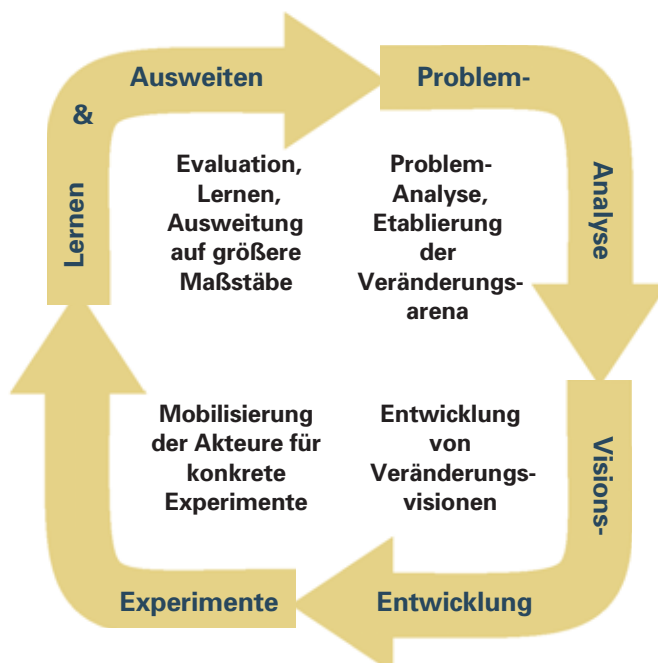 Ausweiten
&
Lernen
Problem-
Analyse
Evaluation,
Lernen,
Ausweitung
auf größere
Maßstäbe
Problem-
Analyse,
Etablierung
der
Veränderungs-
arena
Mobilisierung
der Akteure für
konkrete
Experimente
Entwicklung
von
Veränderungs-
visionen
Visions-
Entwicklung
Experimente